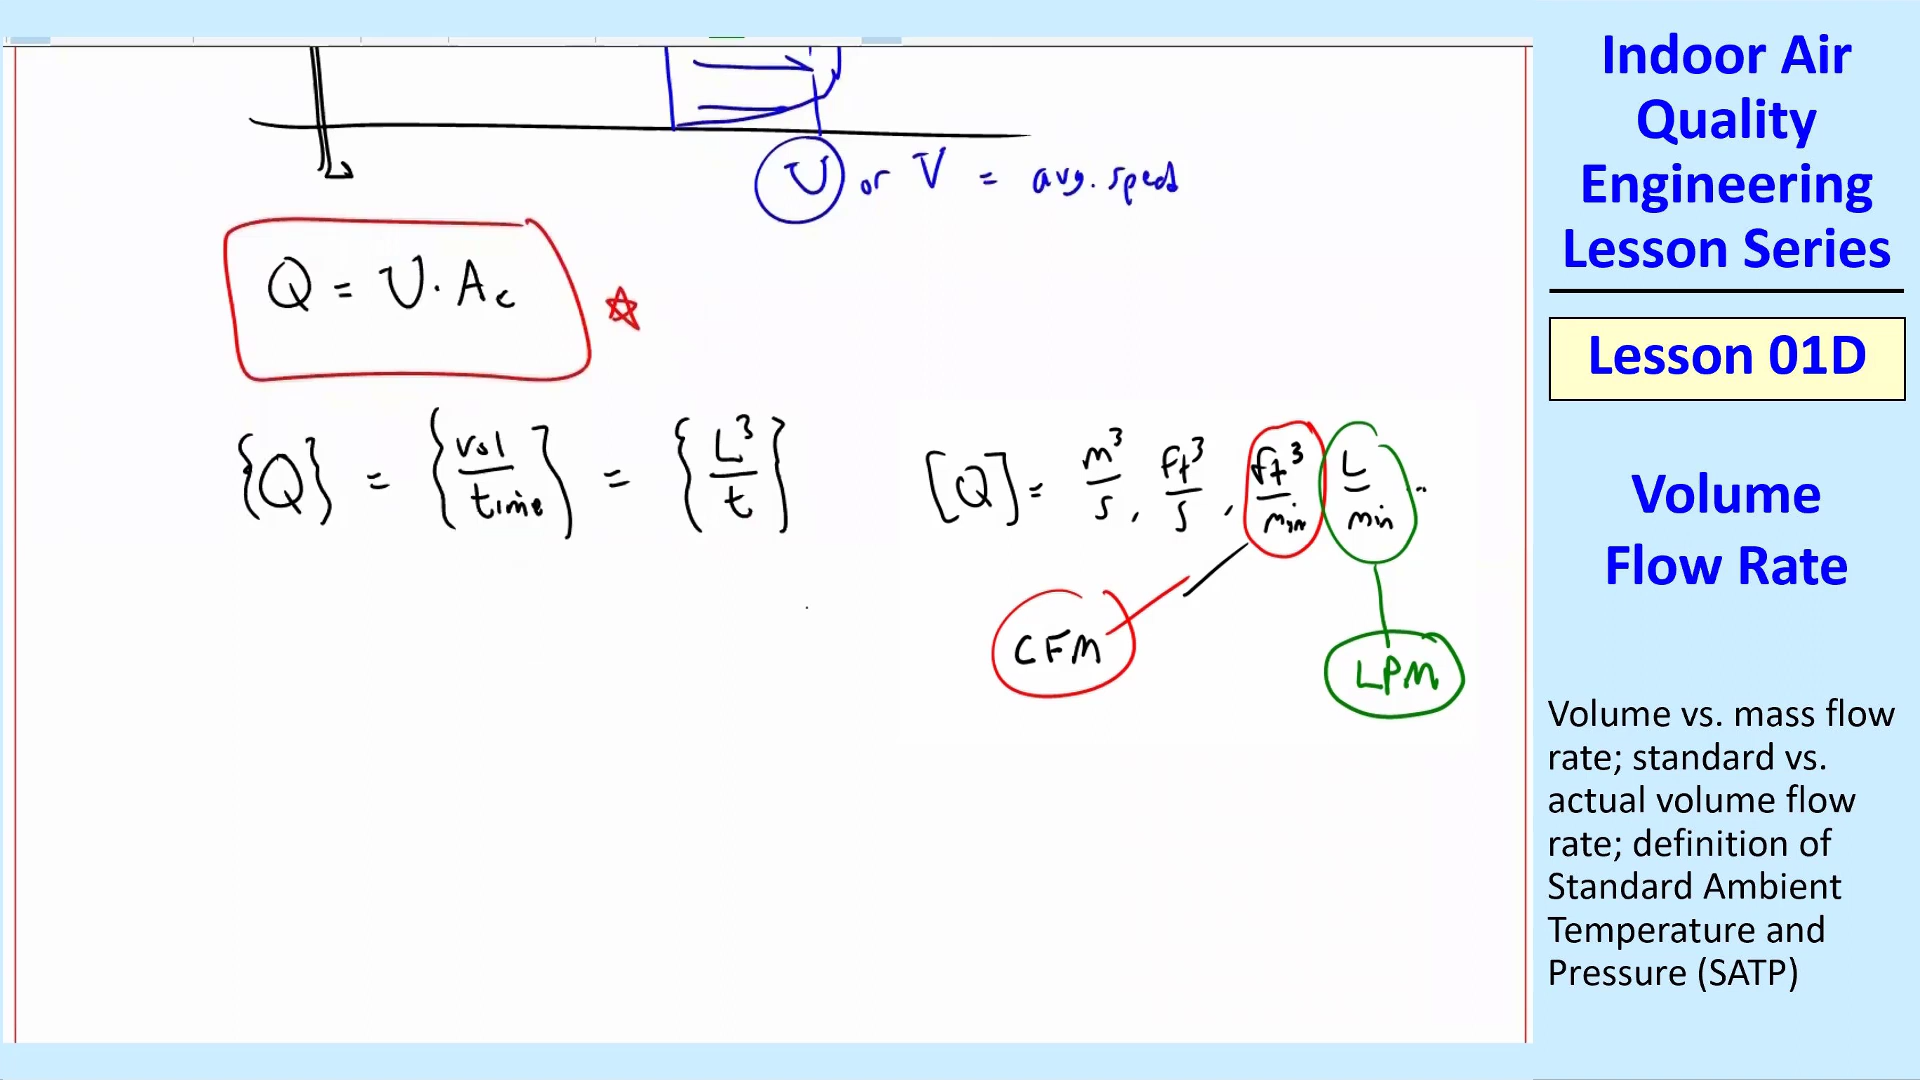 U or V = avg. speed
Q = U · Ac
{Q} = {vol/time} = {L³/t}
[Q] = m³/s, ft³/s, ft³/min L/min ..
CFM
LPM
Indoor Air
Quality
Engineering
Lesson Series
Lesson 01D
Volume
Flow Rate
Volume vs. mass flow
rate; standard vs.
actual volume flow
rate; definition of
Standard Ambient
Temperature and
Pressure (SATP)